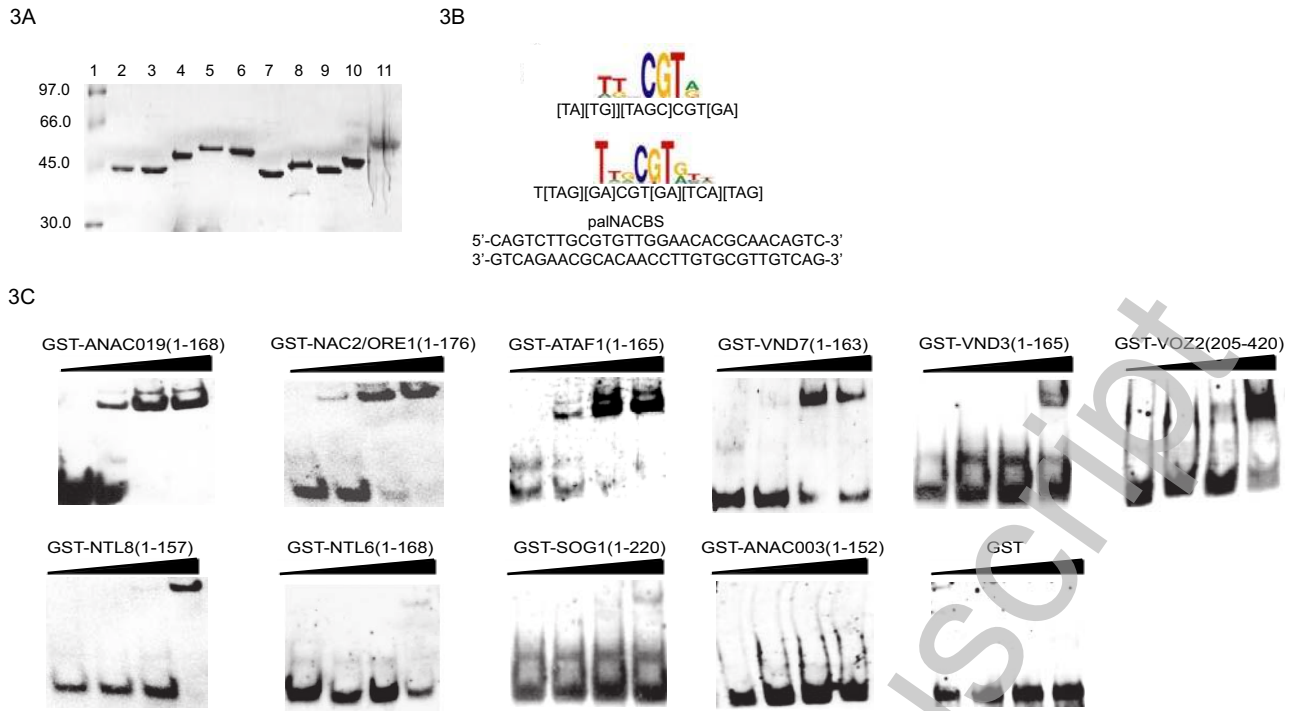 3A
3B
1 2 3 4 5 6 7 8 9 10 11
97.0
66.0
45.0
30.0
[TA][TG]][TAGC]CGT[GA]
T[TAG][GA]CGT[GA][TCA][TAG]
palNACBS
5'-CAGTCTTGCGTGTTGGAACACGCAACAGTC-3'
3'-GTCAGAACGCACAACCTTGTGCGTTGTCAG-3'
3C
GST-ANAC019(1-168) GST-NAC2/ORE1(1-176) GST-ATAF1(1-165) GST-VND7(1-163) GST-VND3(1-165) GST-VOZ2(205-420)
GST-NTL8(1-157) GST-NTL6(1-168) GST-SOG1(1-220) GST-ANAC003(1-152) GST
script